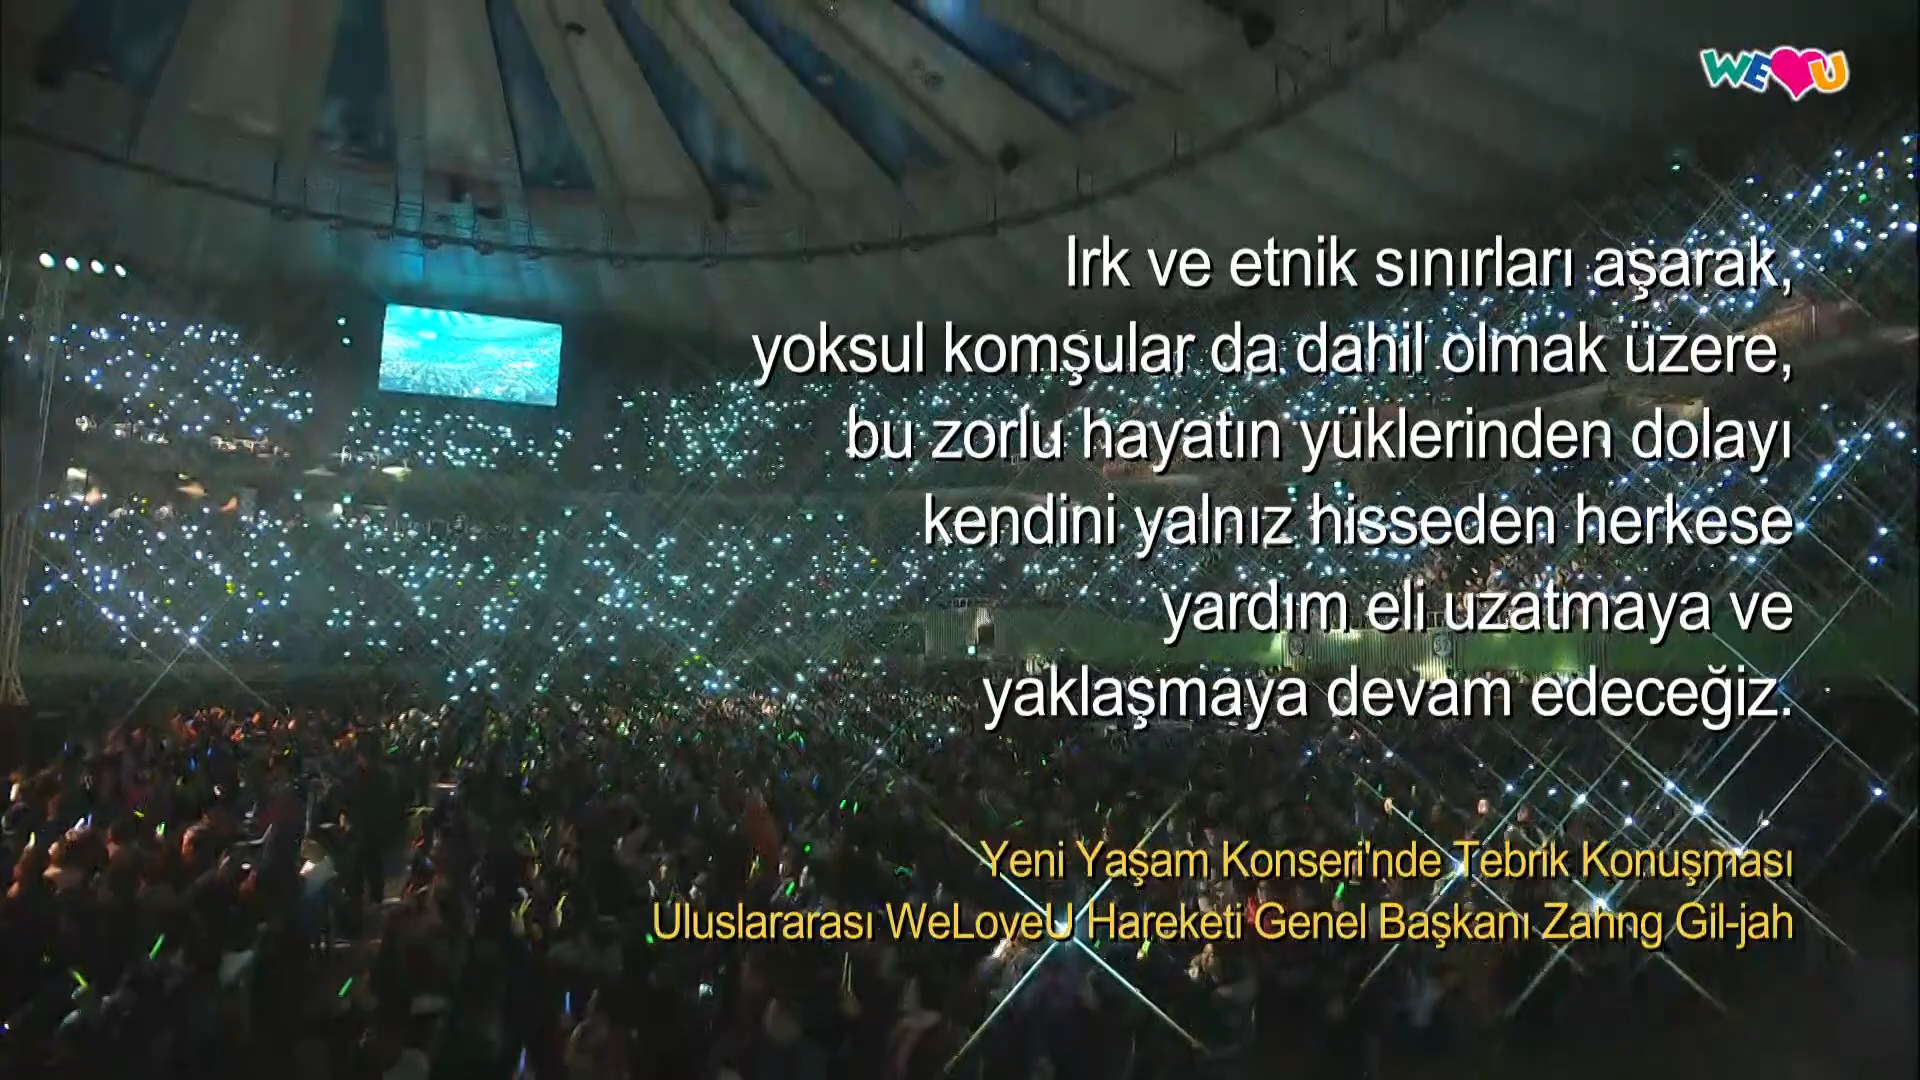 WE U
Irk ve etnik sınırları aşarak,
yoksul komşular da dahil olmak üzere,
bu zorlu hayatın yüklerinden dolayı
kendini yalnız hisseden herkese
yardım eli uzatmaya ve
yaklaşmaya devam edeceğiz.
Yeni Yaşam Konseri'nde Tebrik Konuşması
Uluslararası WeLoveU Hareketi Genel Başkanı Zahng Gil-jah